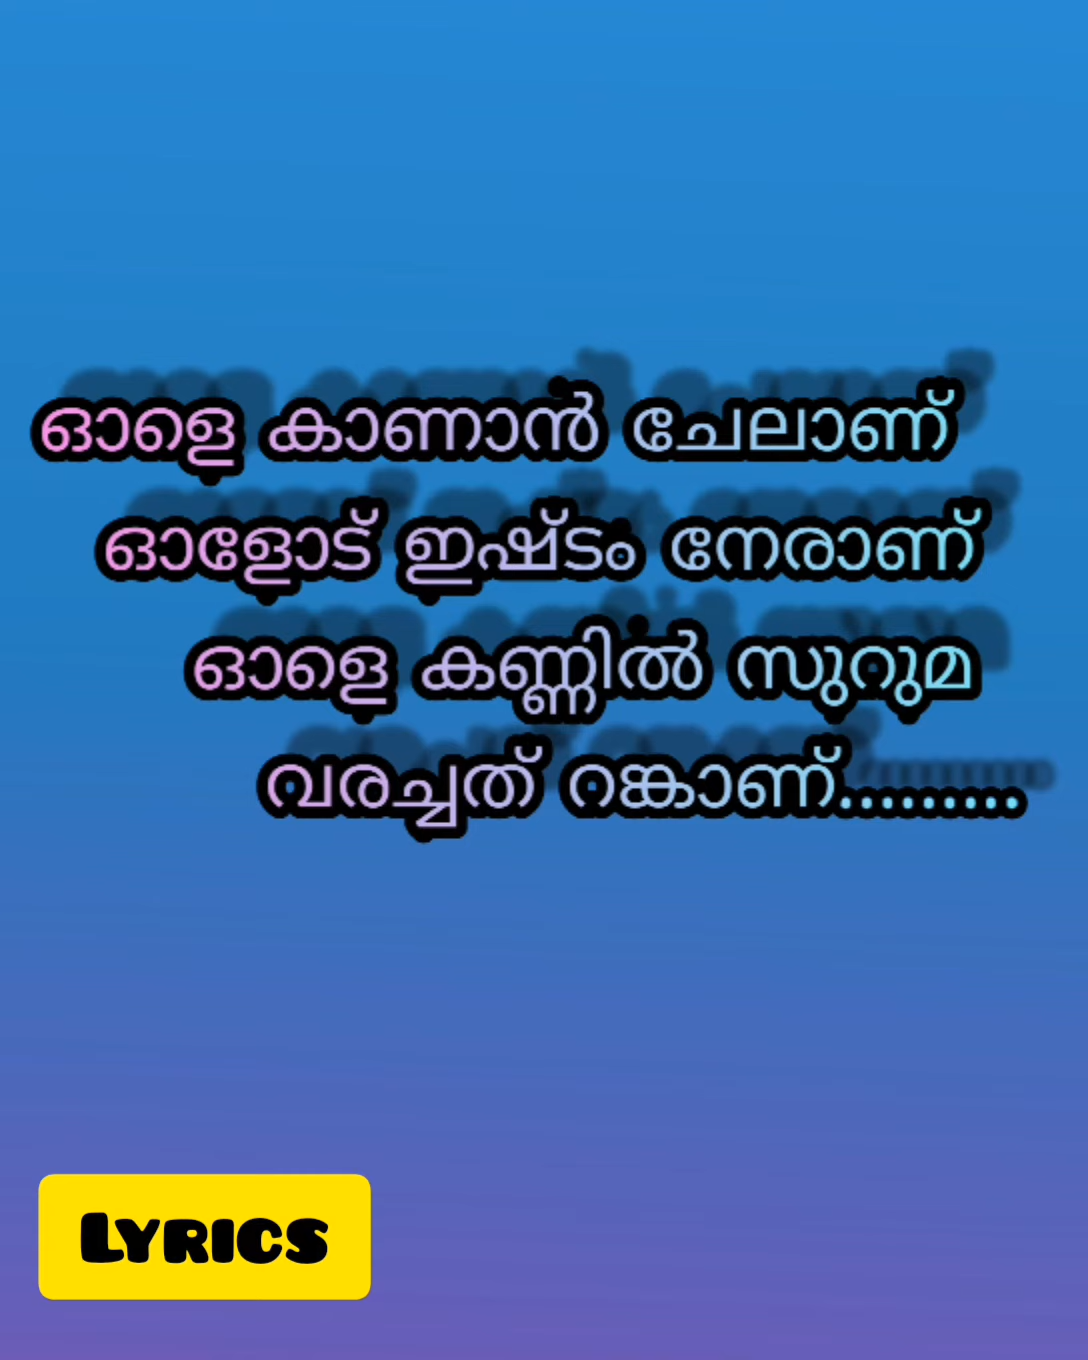 ഓളെ കാണാൻ ചേലാണ്
ഓളോട് ഇഷ്ടം നേരാണ്
ഓളെ കണ്ണിൽ സുറുമ
വരച്ചത് റങ്കാണ്.........
LYRICS